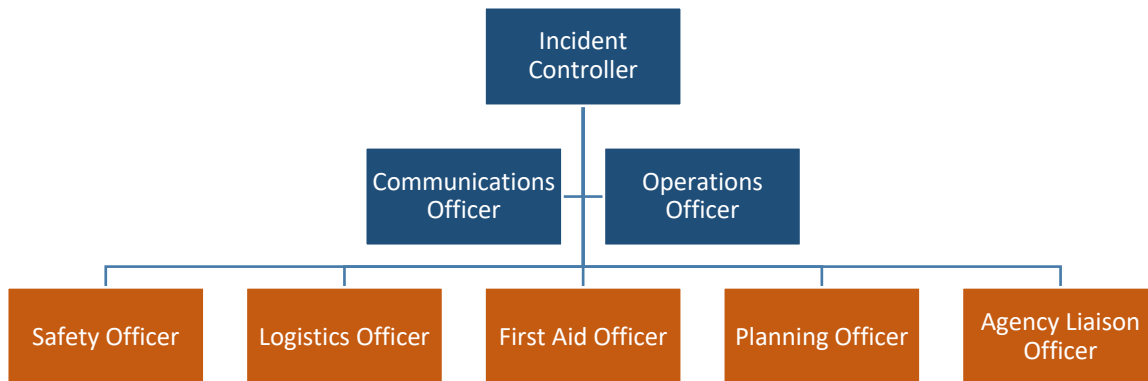 Incident
Controller
Communications
Officer
Operations
Officer
Safety Officer
Logistics Officer
First Aid Officer
Planning Officer
Agency Liaison
Officer